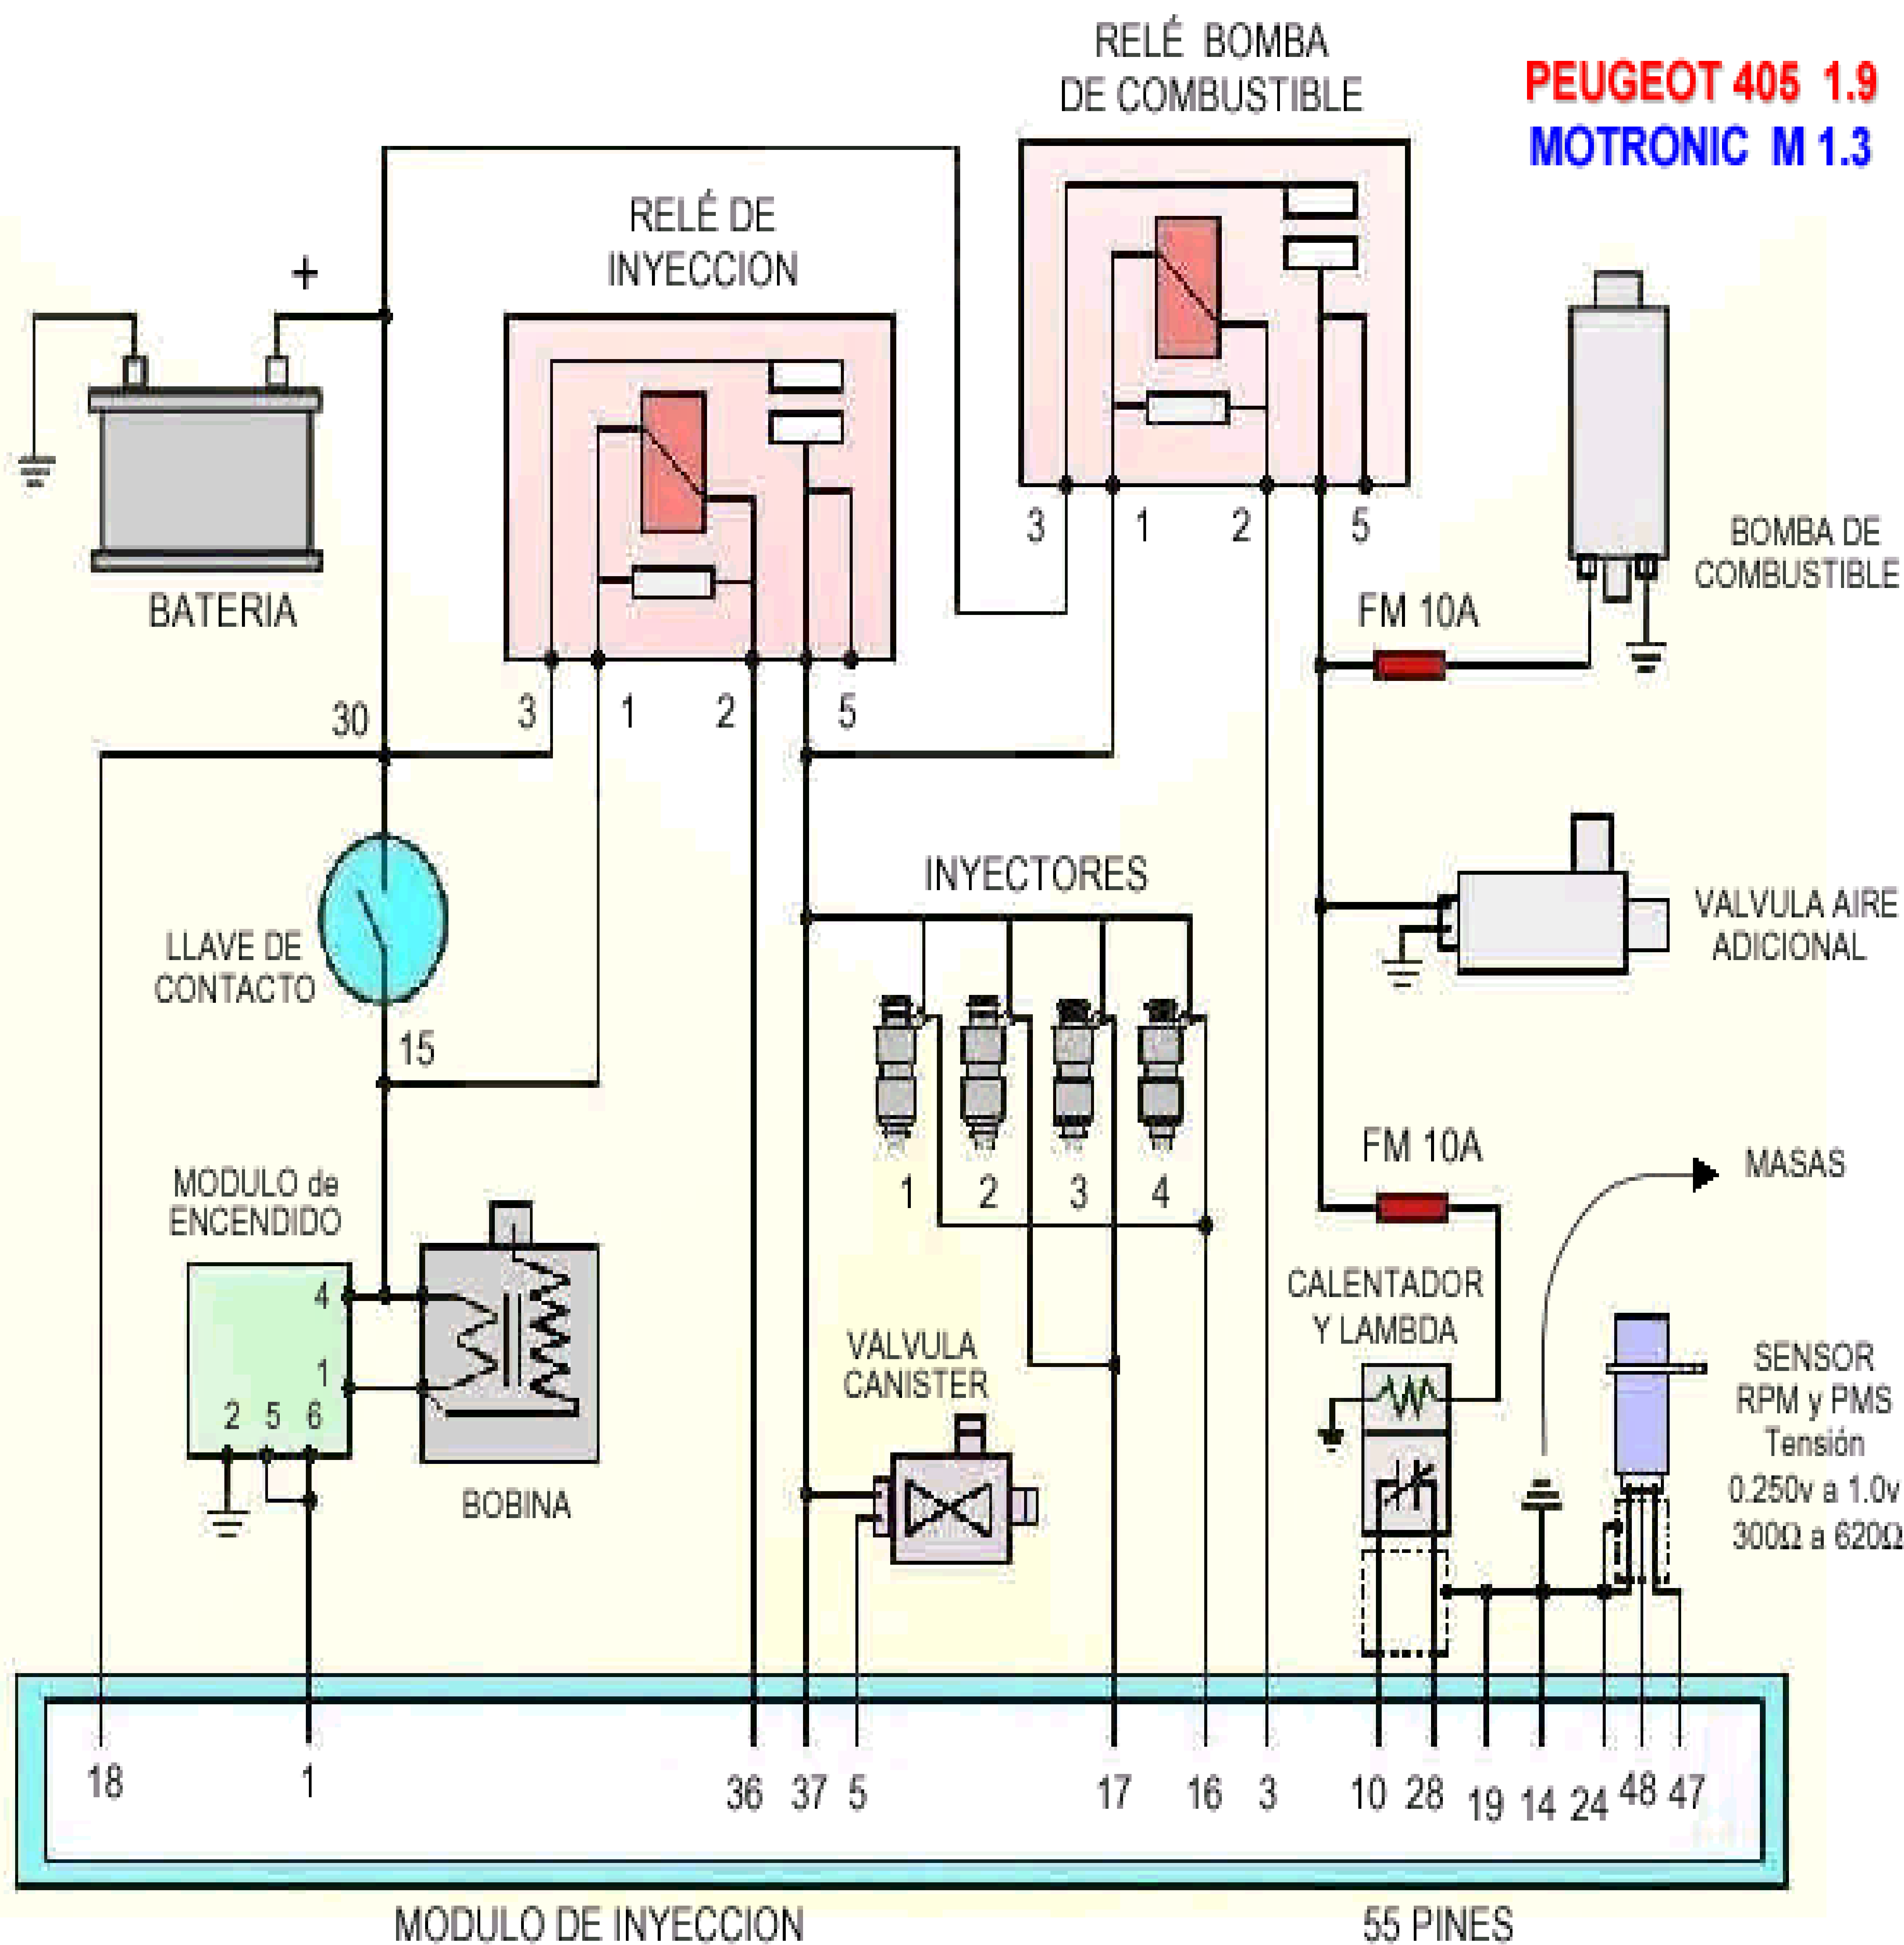 RELÉ BOMBA
DE COMBUSTIBLE
PEUGEOT 405 1.9
MOTRONIC M 1.3
RELÉ DE
INYECCION
+
BATERIA
3 1 2 5
BOMBA DE
COMBUSTIBLE
FM 10A
30
3 1 2 5
INYECTORES
VALVULA AIRE
ADICIONAL
LLAVE DE
CONTACTO
15
FM 10A
MASAS
1 2 3 4
MODULO de
ENCENDIDO
4
1
2 5 6
BOBINA
VALVULA
CANISTER
CALENTADOR
Y LAMBDA
SENSOR
RPM y PMS
Tensión
0.250v a 1.0v
300Ω a 620Ω
18 1 36 37 5 17 16 3 10 28 19 14 24 48 47
MODULO DE INYECCION 55 PINES